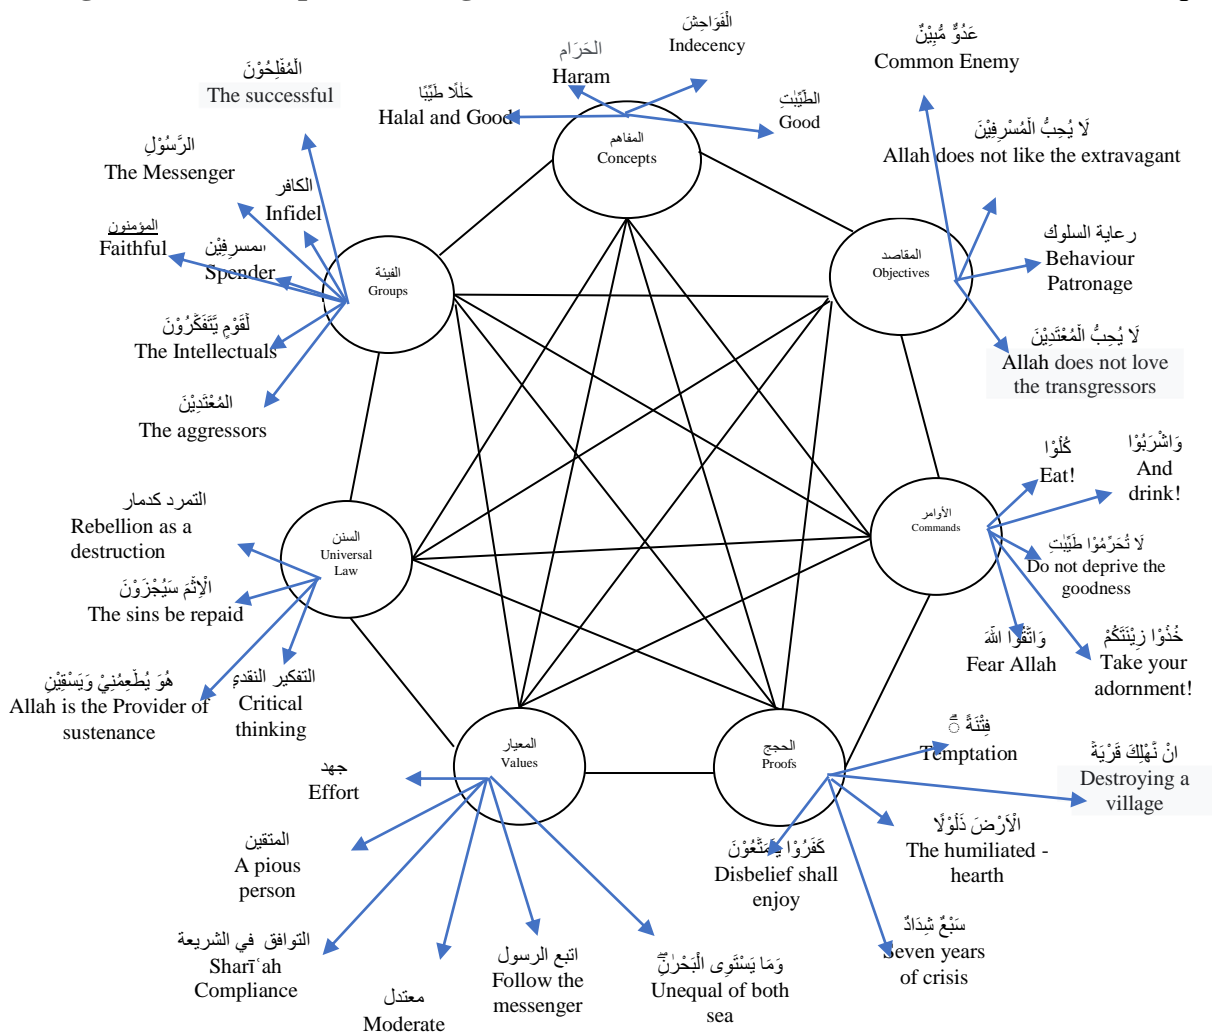 الْفَوَاحِشَ
Indecency
الحَرَام
Haram
حَلٰلًا طَيِّبًا
Halal and Good
الطَّيِّبٰتِ
Good
المفاهم
Concepts
عَدُوٌّ مُّبِيْنٌ
Common Enemy
لَا يُحِبُّ الْمُسْرِفِيْنَ
Allah does not like the extravagant
رعاية السلوك
Behaviour
Patronage
لَا يُحِبُّ الْمُعْتَدِيْنَ
Allah does not love
the transgressors
المقاصد
Objectives
الْمُفْلِحُوْنَ
The successful
الرَّسُوْلِ
The Messenger
الكافر
Infidel
المؤمنون
Faithful
المسرفِيْن
Spender
لِّقَوْمٍ يَّتَفَكَّرُوْنَ
The Intellectuals
المُعْتَدِيْنَ
The aggressors
الفيئة
Groups
كُلُوْا
Eat!
وَاشْرَبُوْا
And
drink!
لَا تُحَرِّمُوْا طَيِّبٰتِ
Do not deprive the
goodness
خُذُوْا زِيْنَتَكُمْ
Take your
adornment!
وَاتَّقُوا اللّٰهَ
Fear Allah
الأوامر
Commands
السنن
Universal
Law
التمرد كدمار
Rebellion as a
destruction
الْاِثْمَ سَيُجْزَوْنَ
The sins be repaid
هُوَ يُطْعِمُنِيْ وَيَسْقِيْنِ
Allah is the Provider of
sustenance
التفكير النقدي
Critical
thinking
المعيار
Values
جهد
Effort
المتقين
A pious
person
التوافق في الشريعة
Sharīʿah
Compliance
معتدل
Moderate
اتبع الرسول
Follow the
messenger
وَمَا يَسْتَوِى الْبَحْرٰنِۖ
Unequal of both
sea
الحجج
Proofs
فِتْنَةً
Temptation
انْ نُّهْلِكَ قَرْيَةً
Destroying a
village
الْاَرْضَ ذَلُوْلًا
The humiliated -
hearth
كَفَرُوْا يَتَمَتَّعُوْنَ
Disbelief shall
enjoy
سَبْعٌ شِدَادٌ
Seven years
of crisis